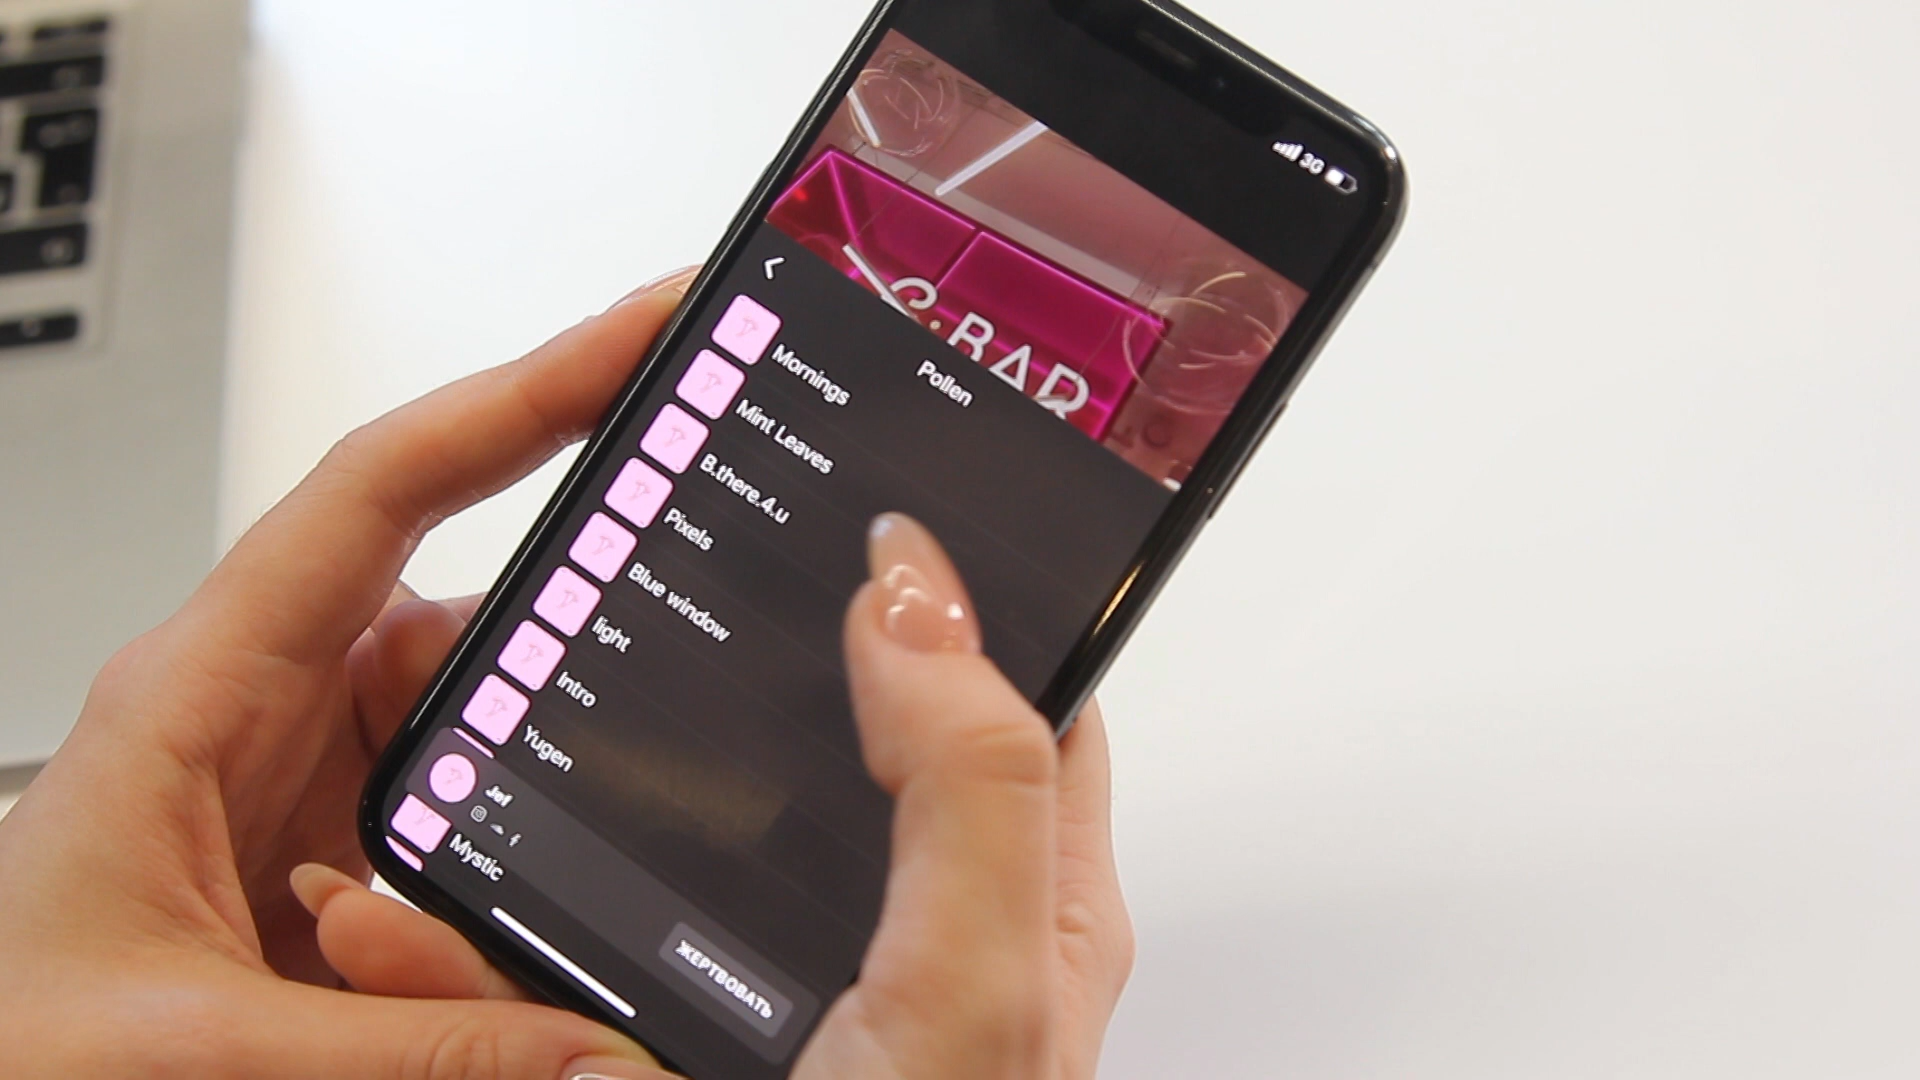 3G
C.BAR
Pollen
Mornings
Mint Leaves
B.there.4.u
Pixels
Blue window
light
Intro
Yugen
Jef
Mystic
ЖЕРТВОВАТЬ